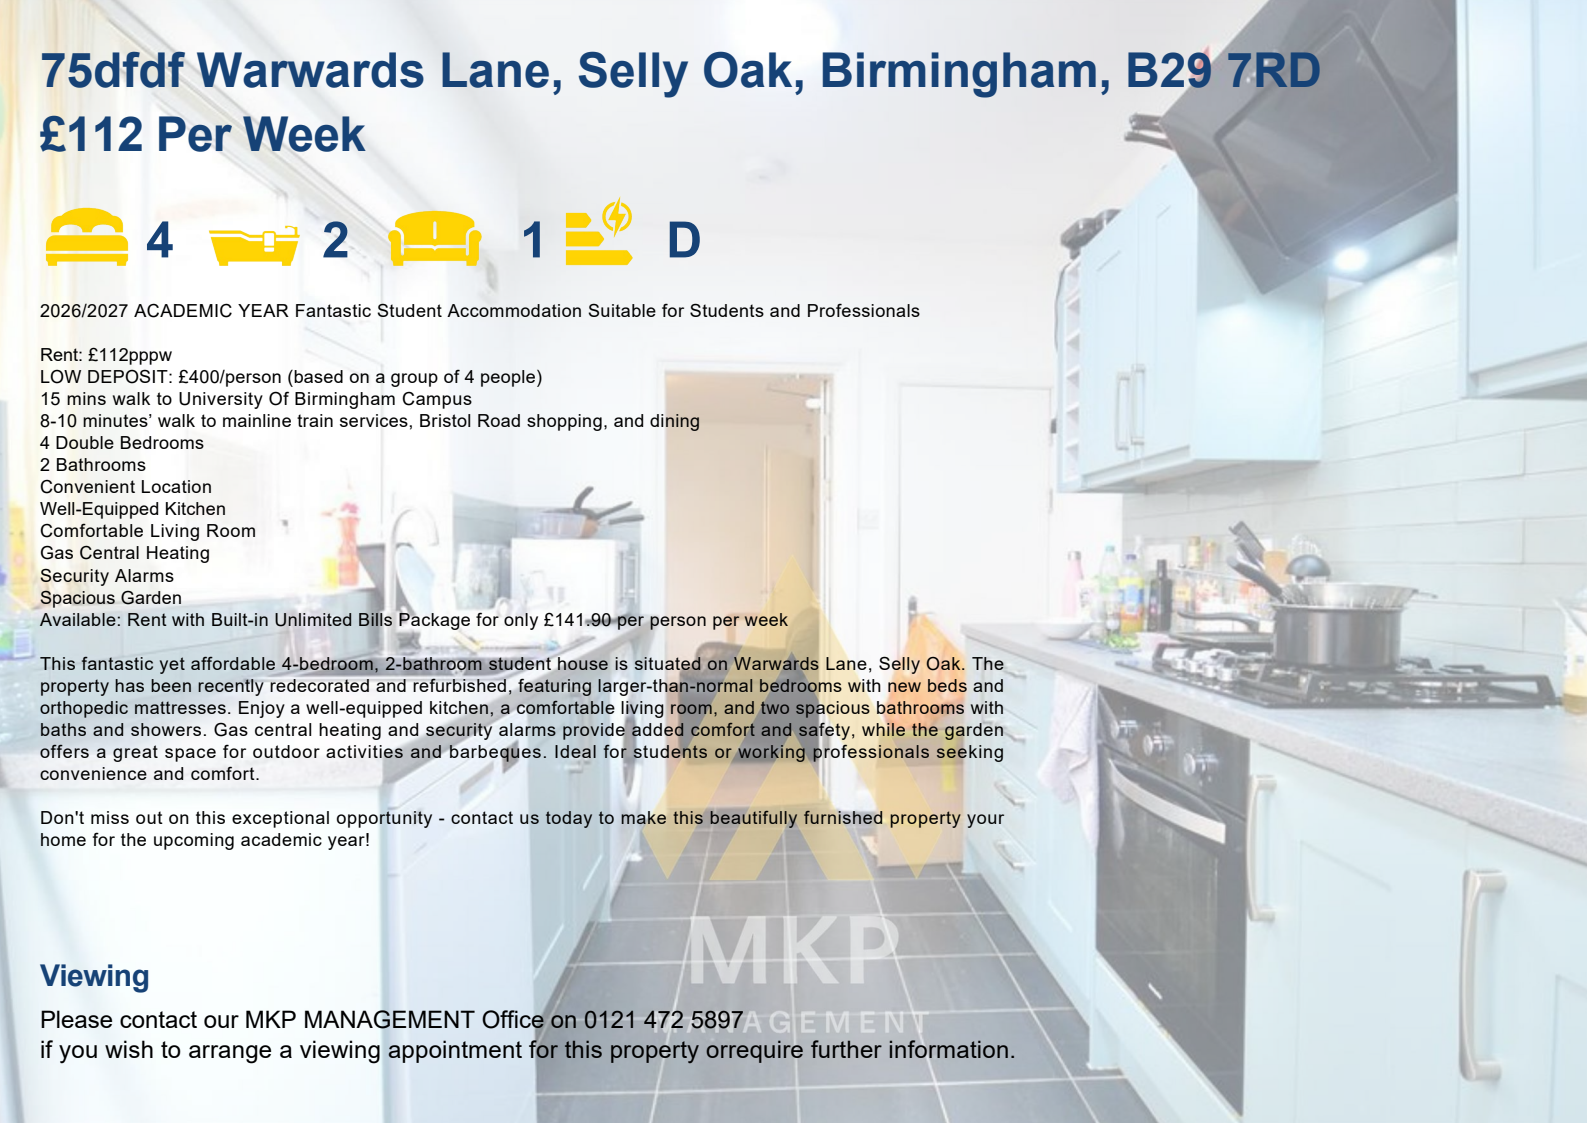 75dfdf Warwards Lane, Selly Oak, Birmingham, B29 7RD
£112 Per Week
4 2 1 D
2026/2027 ACADEMIC YEAR Fantastic Student Accommodation Suitable for Students and Professionals
Rent: £112pppw
LOW DEPOSIT: £400/person (based on a group of 4 people)
15 mins walk to University Of Birmingham Campus
8-10 minutes’ walk to mainline train services, Bristol Road shopping, and dining
4 Double Bedrooms
2 Bathrooms
Convenient Location
Well-Equipped Kitchen
Comfortable Living Room
Gas Central Heating
Security Alarms
Spacious Garden
Available: Rent with Built-in Unlimited Bills Package for only £141.90 per person per week
This fantastic yet affordable 4-bedroom, 2-bathroom student house is situated on Warwards Lane, Selly Oak. The
property has been recently redecorated and refurbished, featuring larger-than-normal bedrooms with new beds and
orthopedic mattresses. Enjoy a well-equipped kitchen, a comfortable living room, and two spacious bathrooms with
baths and showers. Gas central heating and security alarms provide added comfort and safety, while the garden
offers a great space for outdoor activities and barbeques. Ideal for students or working professionals seeking
convenience and comfort.
Don't miss out on this exceptional opportunity - contact us today to make this beautifully furnished property your
home for the upcoming academic year!
MKP
MANAGEMENT
Viewing
Please contact our MKP MANAGEMENT Office on 0121 472 5897
if you wish to arrange a viewing appointment for this property orrequire further information.